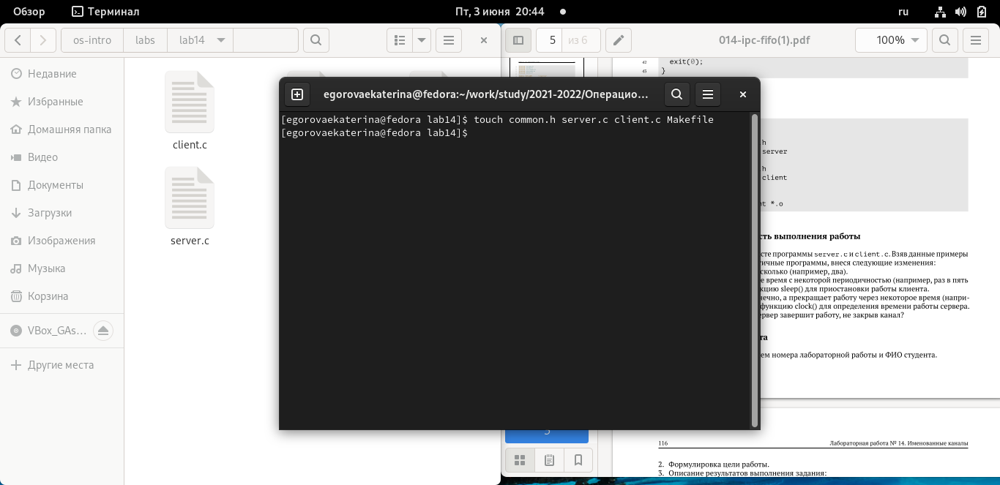 Обзор Терминал Пт, 3 июня 20:44 ru
os-intro labs lab14
5 из 6 014-ipc-fifo(1).pdf 100%
Недавние
Избранные
Домашняя папка
Видео
Документы
Загрузки
Изображения
Музыка
Корзина
VBox_GAs…
Другие места
client.c
server.c
egorovaekaterina@fedora:~/work/study/2021-2022/Операцио…
[egorovaekaterina@fedora lab14]$ touch common.h server.c client.c Makefile
[egorovaekaterina@fedora lab14]$
42 exit(0);
43 }
h
server
h
client
nt *.o
сть выполнения работы
сте программы server.c и client.c. Взяв данные примеры
гичные программы, внеся следующие изменения:
сколько (например, два).
е время с некоторой периодичностью (например, раз в пять
кцию sleep() для приостановки работы клиента.
нечно, а прекращает работу через некоторое время (напри-
функцию clock() для определения времени работы сервера.
ервер завершит работу, не закрыв канал?
та
ем номера лабораторной работы и ФИО студента.
5
116 Лабораторная работа № 14. Именованные каналы
2. Формулировка цели работы.
3. Описание результатов выполнения задания: